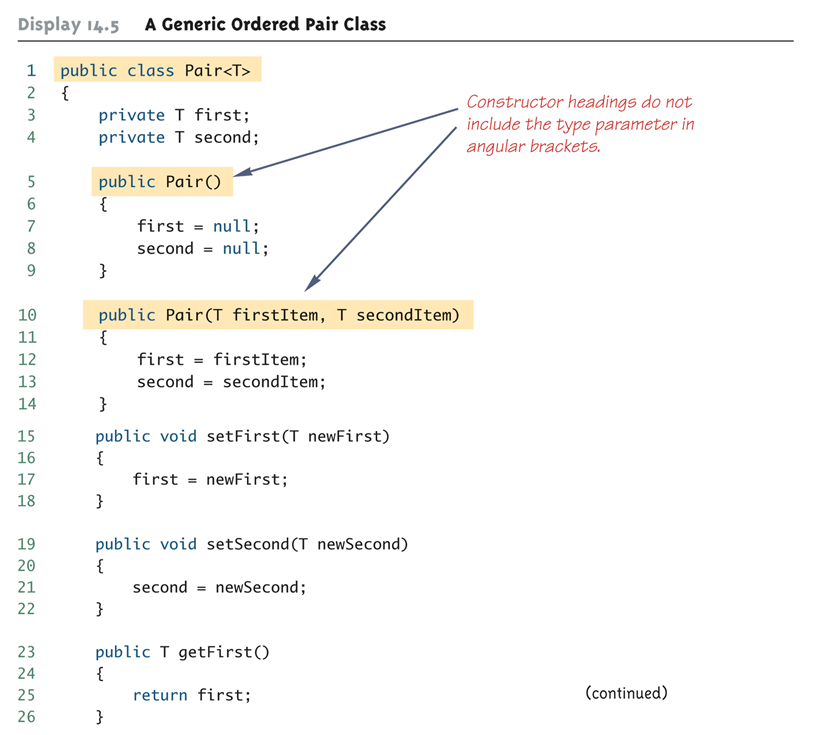 Display 14.5 A Generic Ordered Pair Class
1 public class Pair<T>
2 {
3 private T first;
4 private T second;
Constructor headings do not
include the type parameter in
angular brackets.
5 public Pair()
6 {
7 first = null;
8 second = null;
9 }
10 public Pair(T firstItem, T secondItem)
11 {
12 first = firstItem;
13 second = secondItem;
14 }
15 public void setFirst(T newFirst)
16 {
17 first = newFirst;
18 }
19 public void setSecond(T newSecond)
20 {
21 second = newSecond;
22 }
23 public T getFirst()
24 {
25 return first;
(continued)
26 }